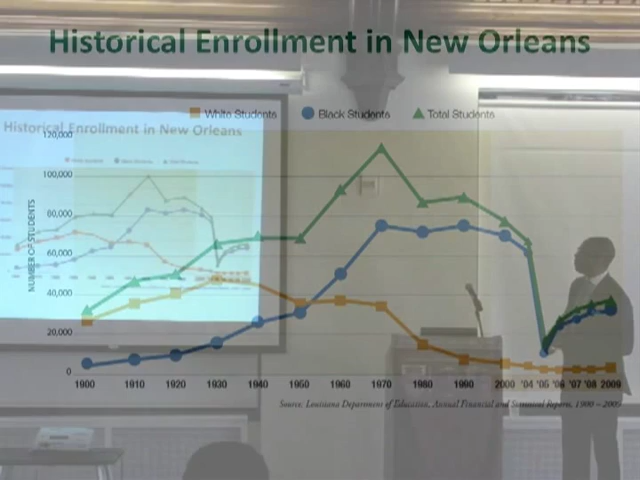 Historical Enrollment in New Orleans
White Students Black Students Total Students
Historical Enrollment in New Orleans
120,000
100,000
80,000
60,000
40,000
20,000
0
NUMBER OF STUDENTS
1900 1910 1920 1930 1940 1950 1960 1970 1980 1990 2000 '04 '05 '06 '07 '08 2009
Source: Louisiana Department of Education, Annual Financial and Statistical Reports, 1900 – 2009